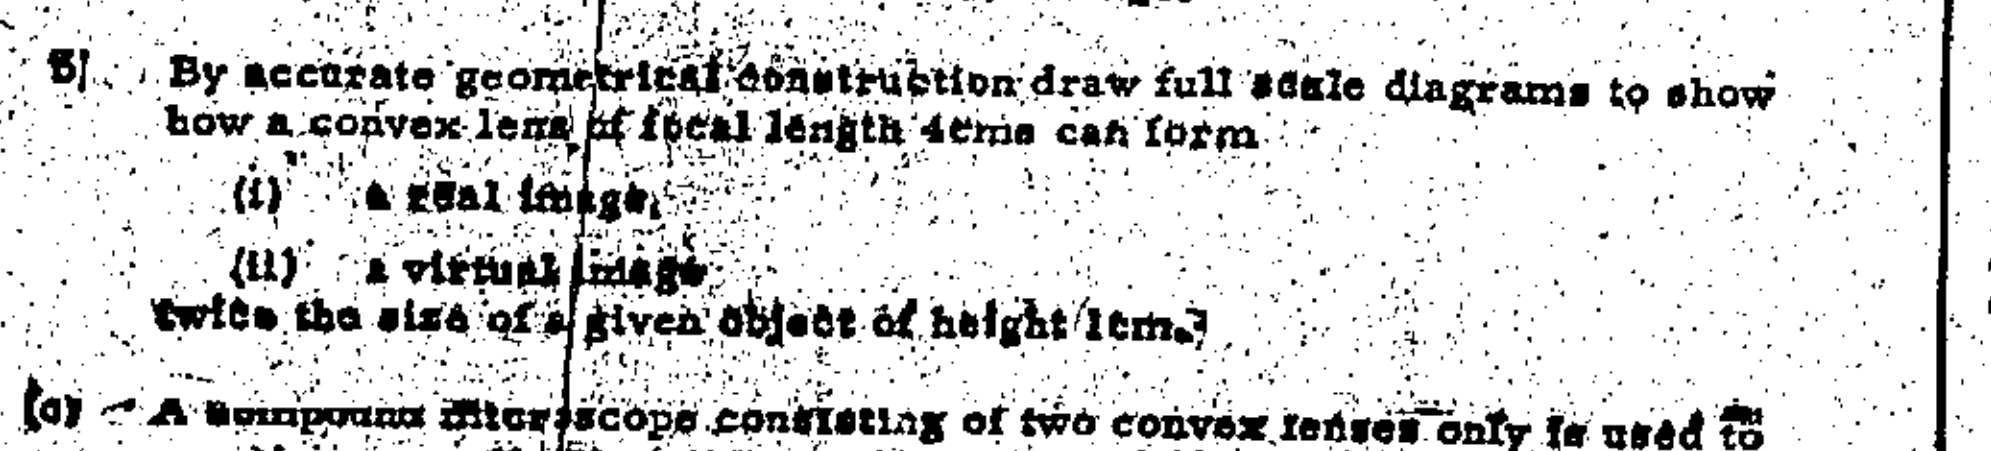 b) By accurate geometrical construction draw full scale diagrams to show
how a convex lens of focal length 4cms can form
(i) a real image,
(ii) a virtual image
twice the size of a given object of height 1cm.
(c) - A compound microscope consisting of two convex lenses only is used to